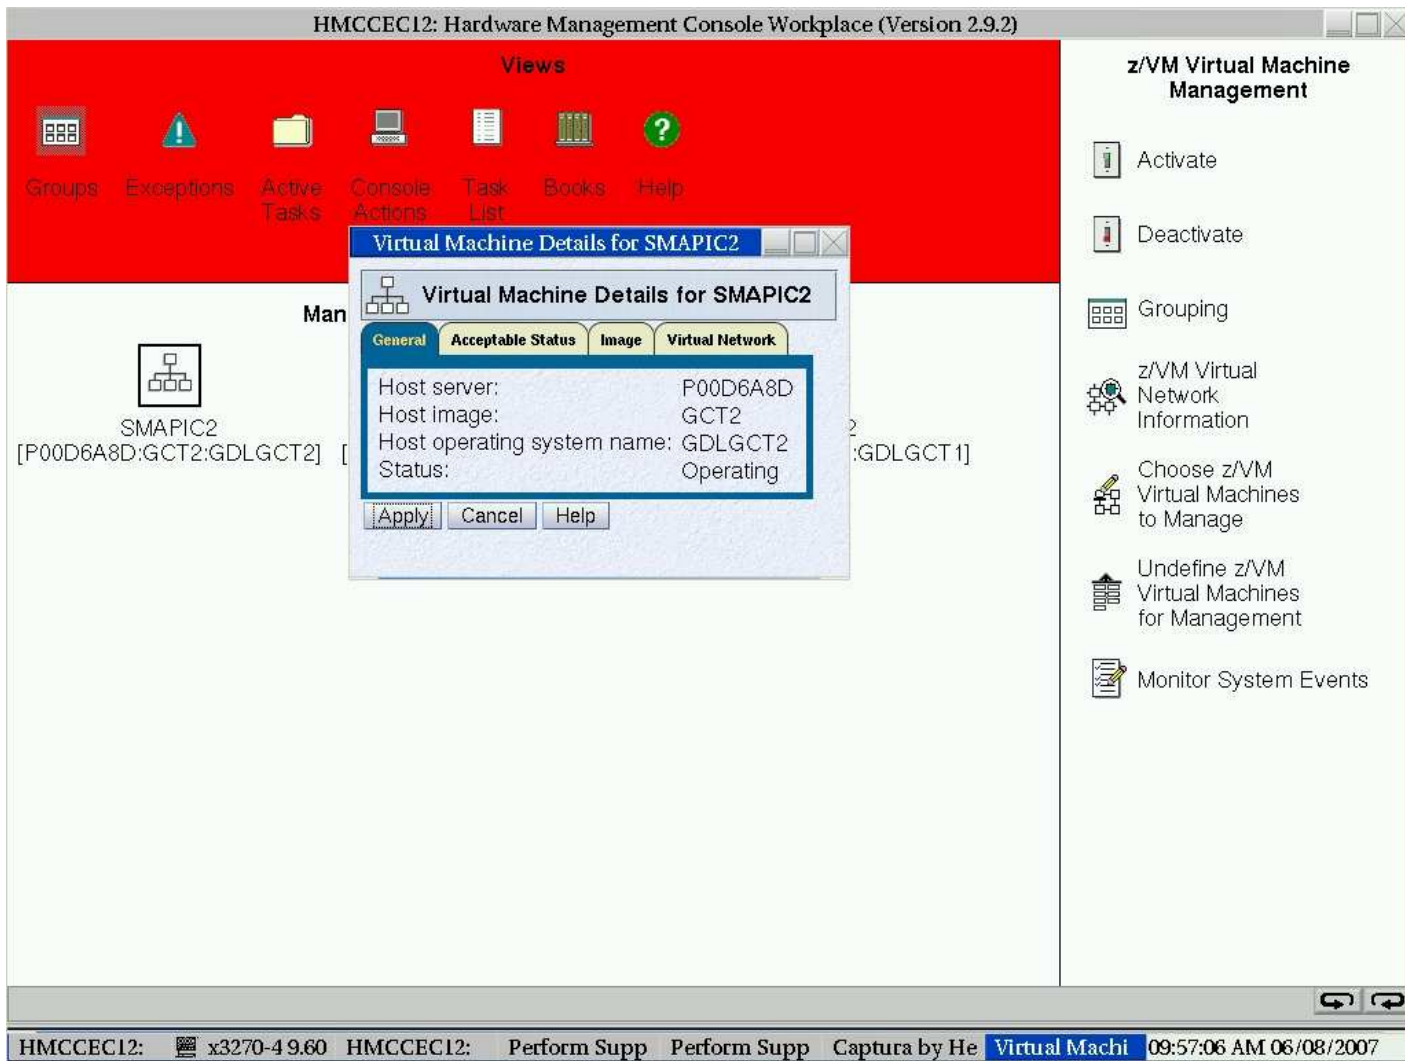 HMCCEC12: Hardware Management Console Workplace (Version 2.9.2)
Views
Groups
Exceptions
Active
Tasks
Console
Actions
Task
List
Books
Help
Man
SMAPIC2
[P00D6A8D:GCT2:GDLGCT2]
[
2
:GDLGCT1]
Virtual Machine Details for SMAPIC2
Virtual Machine Details for SMAPIC2
General Acceptable Status Image Virtual Network
Host server: P00D6A8D
Host image: GCT2
Host operating system name: GDLGCT2
Status: Operating
Apply Cancel Help
z/VM Virtual Machine
Management
Activate
Deactivate
Grouping
z/VM Virtual
Network
Information
Choose z/VM
Virtual Machines
to Manage
Undefine z/VM
Virtual Machines
for Management
Monitor System Events
HMCCEC12: x3270-4 9.60 HMCCEC12: Perform Supp Perform Supp Captura by He Virtual Machi 09:57:06 AM 06/08/2007